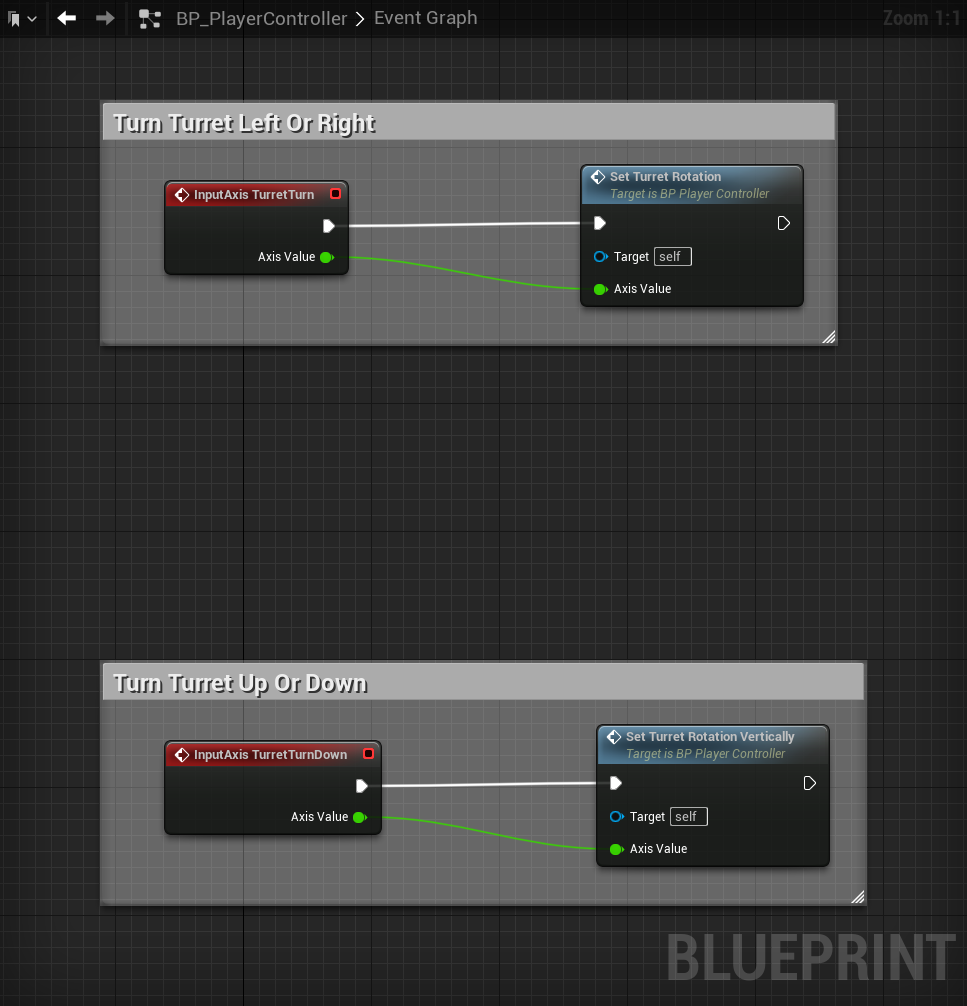 BP_PlayerController > Event Graph
Zoom 1:1
Turn Turret Left Or Right
InputAxis TurretTurn
Axis Value
Set Turret Rotation
Target is BP Player Controller
Target self
Axis Value
Turn Turret Up Or Down
InputAxis TurretTurnDown
Axis Value
Set Turret Rotation Vertically
Target is BP Player Controller
Target self
Axis Value
BLUEPRINT